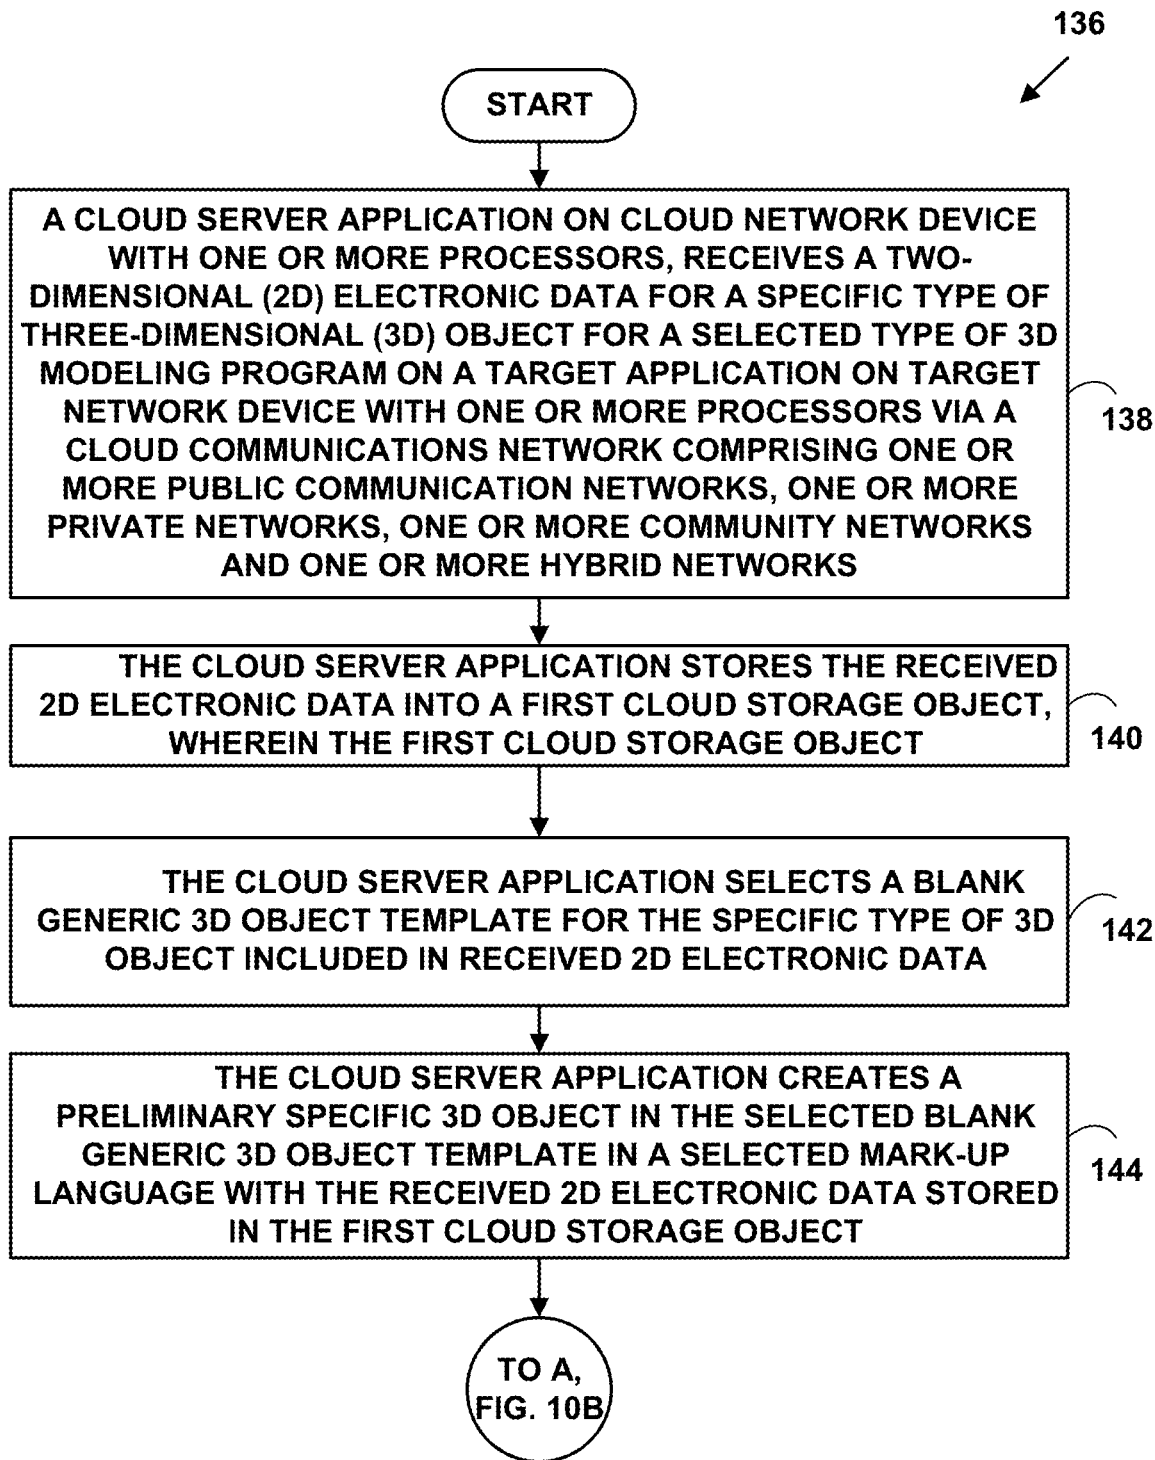 136
START
A CLOUD SERVER APPLICATION ON CLOUD NETWORK DEVICE
WITH ONE OR MORE PROCESSORS, RECEIVES A TWO-
DIMENSIONAL (2D) ELECTRONIC DATA FOR A SPECIFIC TYPE OF
THREE-DIMENSIONAL (3D) OBJECT FOR A SELECTED TYPE OF 3D
MODELING PROGRAM ON A TARGET APPLICATION ON TARGET
NETWORK DEVICE WITH ONE OR MORE PROCESSORS VIA A
CLOUD COMMUNICATIONS NETWORK COMPRISING ONE OR
MORE PUBLIC COMMUNICATION NETWORKS, ONE OR MORE
PRIVATE NETWORKS, ONE OR MORE COMMUNITY NETWORKS
AND ONE OR MORE HYBRID NETWORKS
138
THE CLOUD SERVER APPLICATION STORES THE RECEIVED
2D ELECTRONIC DATA INTO A FIRST CLOUD STORAGE OBJECT,
WHEREIN THE FIRST CLOUD STORAGE OBJECT
140
THE CLOUD SERVER APPLICATION SELECTS A BLANK
GENERIC 3D OBJECT TEMPLATE FOR THE SPECIFIC TYPE OF 3D
OBJECT INCLUDED IN RECEIVED 2D ELECTRONIC DATA
142
THE CLOUD SERVER APPLICATION CREATES A
PRELIMINARY SPECIFIC 3D OBJECT IN THE SELECTED BLANK
GENERIC 3D OBJECT TEMPLATE IN A SELECTED MARK-UP
LANGUAGE WITH THE RECEIVED 2D ELECTRONIC DATA STORED
IN THE FIRST CLOUD STORAGE OBJECT
144
TO A,
FIG. 10B